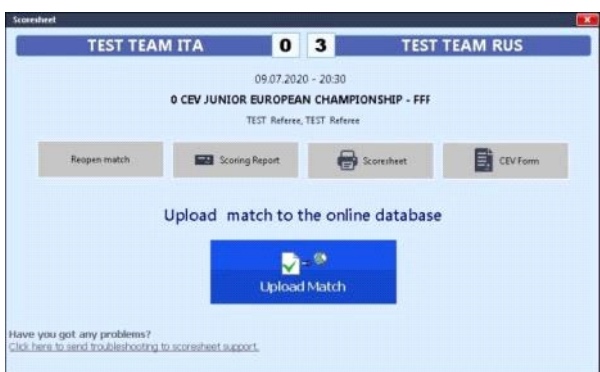 Scoresheet
TEST TEAM ITA 0 3 TEST TEAM RUS
09.07.2020 - 20:30
0 CEV JUNIOR EUROPEAN CHAMPIONSHIP - FFF
TEST Referee, TEST Referee
Reopen match Scoring Report Scoresheet CEV Form
Upload match to the online database
Upload Match
Have you got any problems?
Click here to send troubleshooting to scoresheet support.